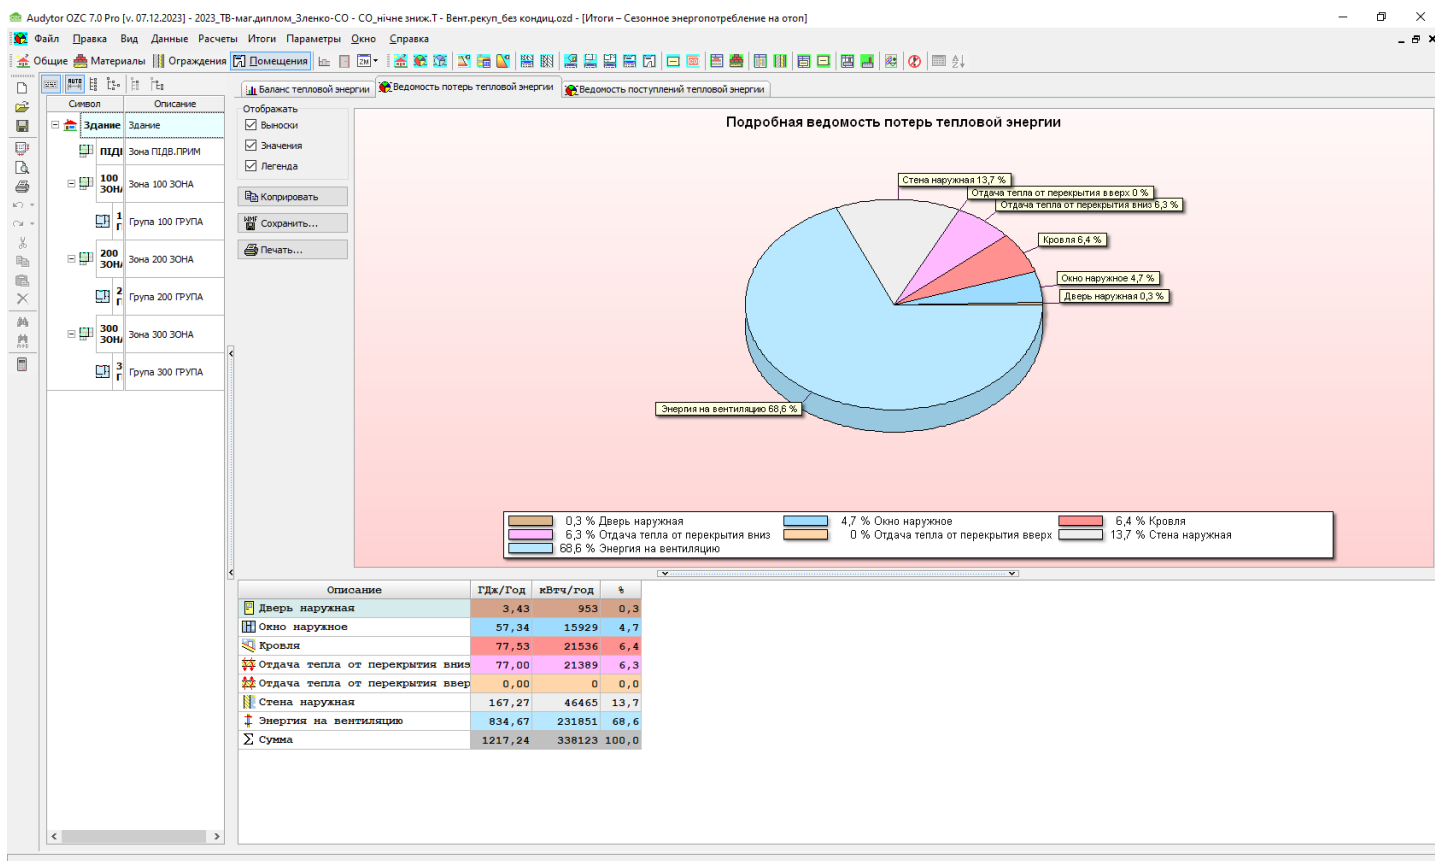 Audytor OZC 7.0 Pro [v. 07.12.2023] - 2023_ТВ-маг.диплом_Зленко-СО - СО_нічне зниж.Т - Вент.рекуп_без кондиц.ozd - [Итоги – Сезонное энергопотребление на отоп]
Файл Правка Вид Данные Расчеты Итоги Параметры Окно Справка
Общие Материалы Ограждения Помещения
Баланс тепловой энергии Ведомость потерь тепловой энергии Ведомость поступлений тепловой энергии
Символ Описание
Здание Здание
ПІДІ Зона ПІДВ.ПРИМ
100 ЗОНА Зона 100 ЗОНА
1 Г Група 100 ГРУПА
200 ЗОНА Зона 200 ЗОНА
2 Г Група 200 ГРУПА
300 ЗОНА Зона 300 ЗОНА
3 Г Група 300 ГРУПА
Отображать
Выноски
Значения
Легенда
Коприровать
Сохранить...
Печать...
Подробная ведомость потерь тепловой энергии
Стена наружная 13,7 %
Отдача тепла от перекрытия вверх 0 %
Отдача тепла от перекрытия вниз 6,3 %
Кровля 6,4 %
Окно наружное 4,7 %
Дверь наружная 0,3 %
Энергия на вентиляцию 68,6 %
0,3 % Дверь наружная 4,7 % Окно наружное 6,4 % Кровля
6,3 % Отдача тепла от перекрытия вниз 0 % Отдача тепла от перекрытия вверх 13,7 % Стена наружная
68,6 % Энергия на вентиляцию
Описание ГДж/Год кВтч/год %
Дверь наружная 3,43 953 0,3
Окно наружное 57,34 15929 4,7
Кровля 77,53 21536 6,4
Отдача тепла от перекрытия вниз 77,00 21389 6,3
Отдача тепла от перекрытия ввер 0,00 0 0,0
Стена наружная 167,27 46465 13,7
Энергия на вентиляцию 834,67 231851 68,6
Σ Сумма 1217,24 338123 100,0